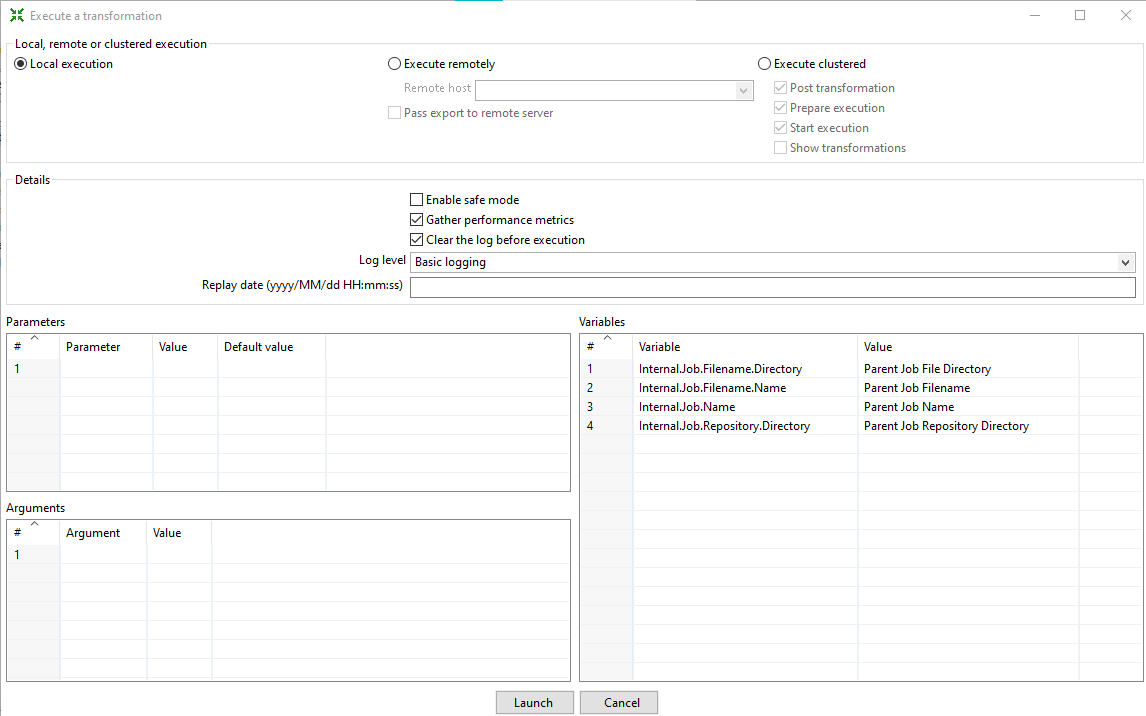 Execute a transformation
Local, remote or clustered execution
Local execution
Execute remotely
Remote host
Pass export to remote server
Execute clustered
Post transformation
Prepare execution
Start execution
Show transformations
Details
Enable safe mode
Gather performance metrics
Clear the log before execution
Log level Basic logging
Replay date (yyyy/MM/dd HH:mm:ss)
Parameters
# Parameter Value Default value
1
Arguments
# Argument Value
1
Variables
# Variable Value
1 Internal.Job.Filename.Directory Parent Job File Directory
2 Internal.Job.Filename.Name Parent Job Filename
3 Internal.Job.Name Parent Job Name
4 Internal.Job.Repository.Directory Parent Job Repository Directory
Launch Cancel